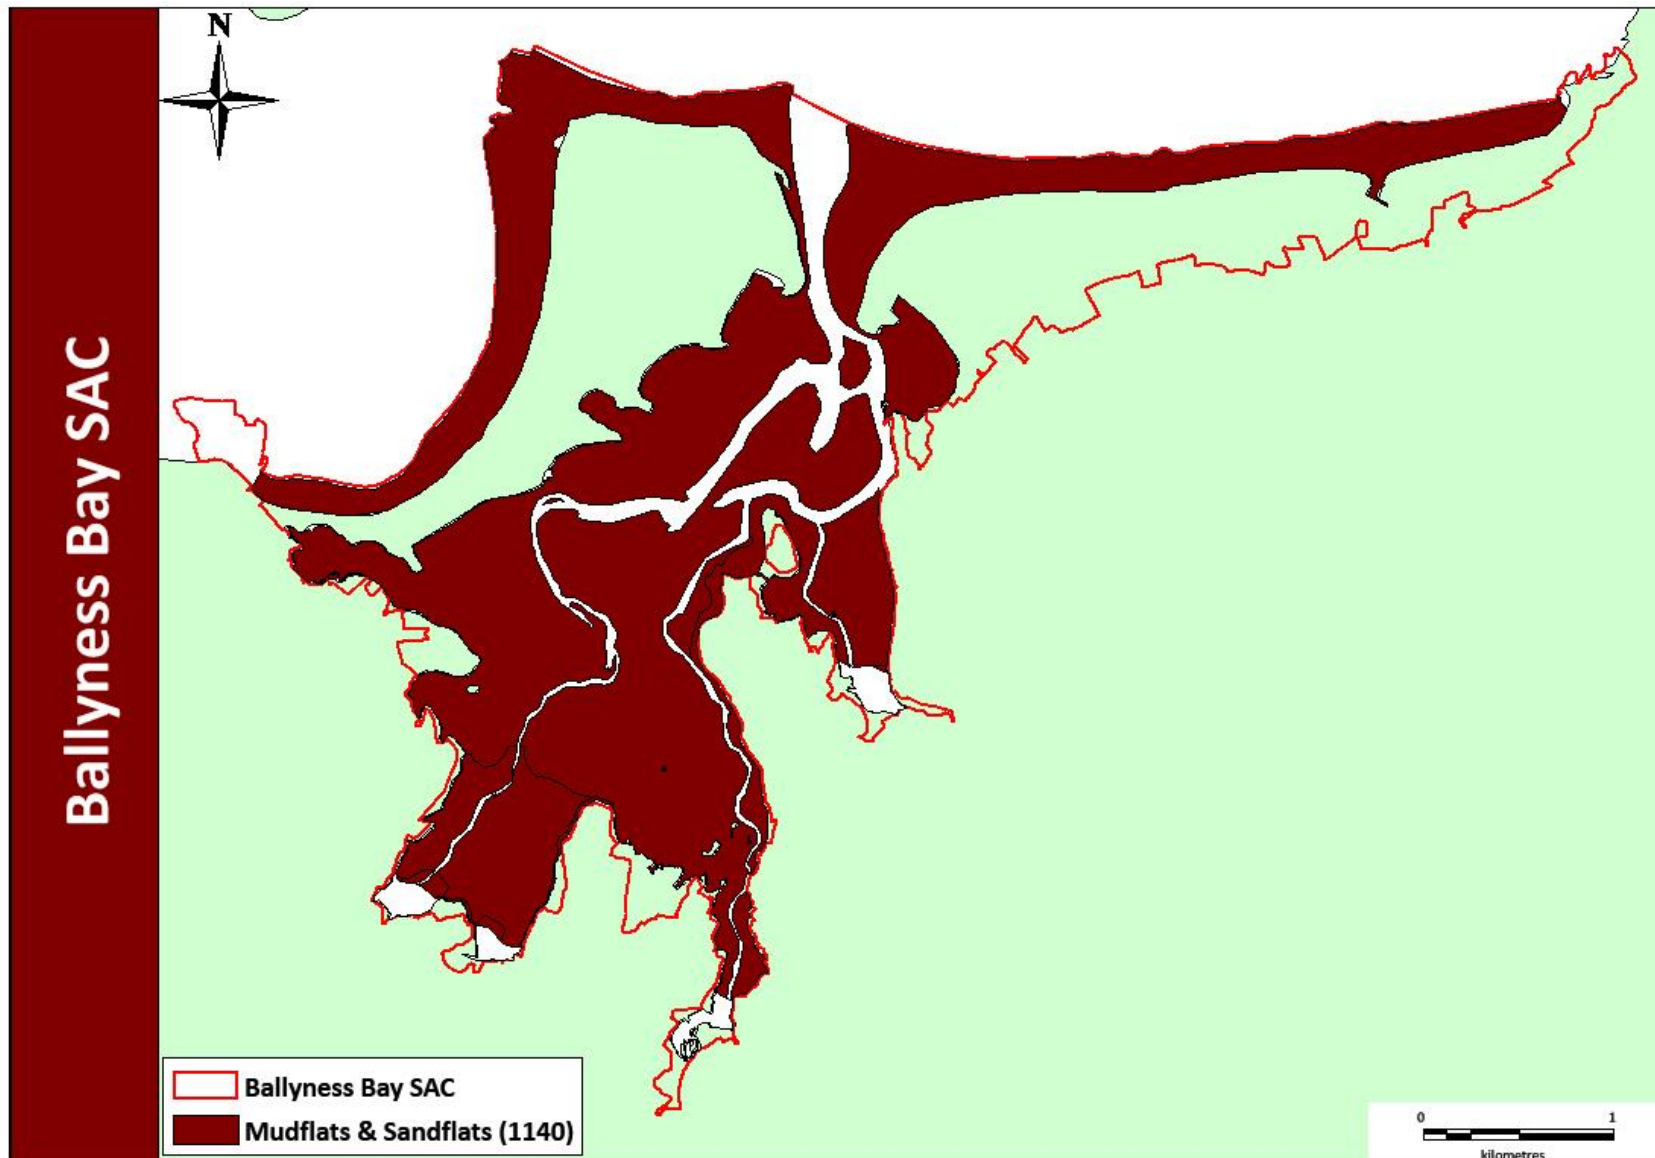 Ballyness Bay SAC
N
Ballyness Bay SAC
Mudflats & Sandflats (1140)
0 1
kilometres